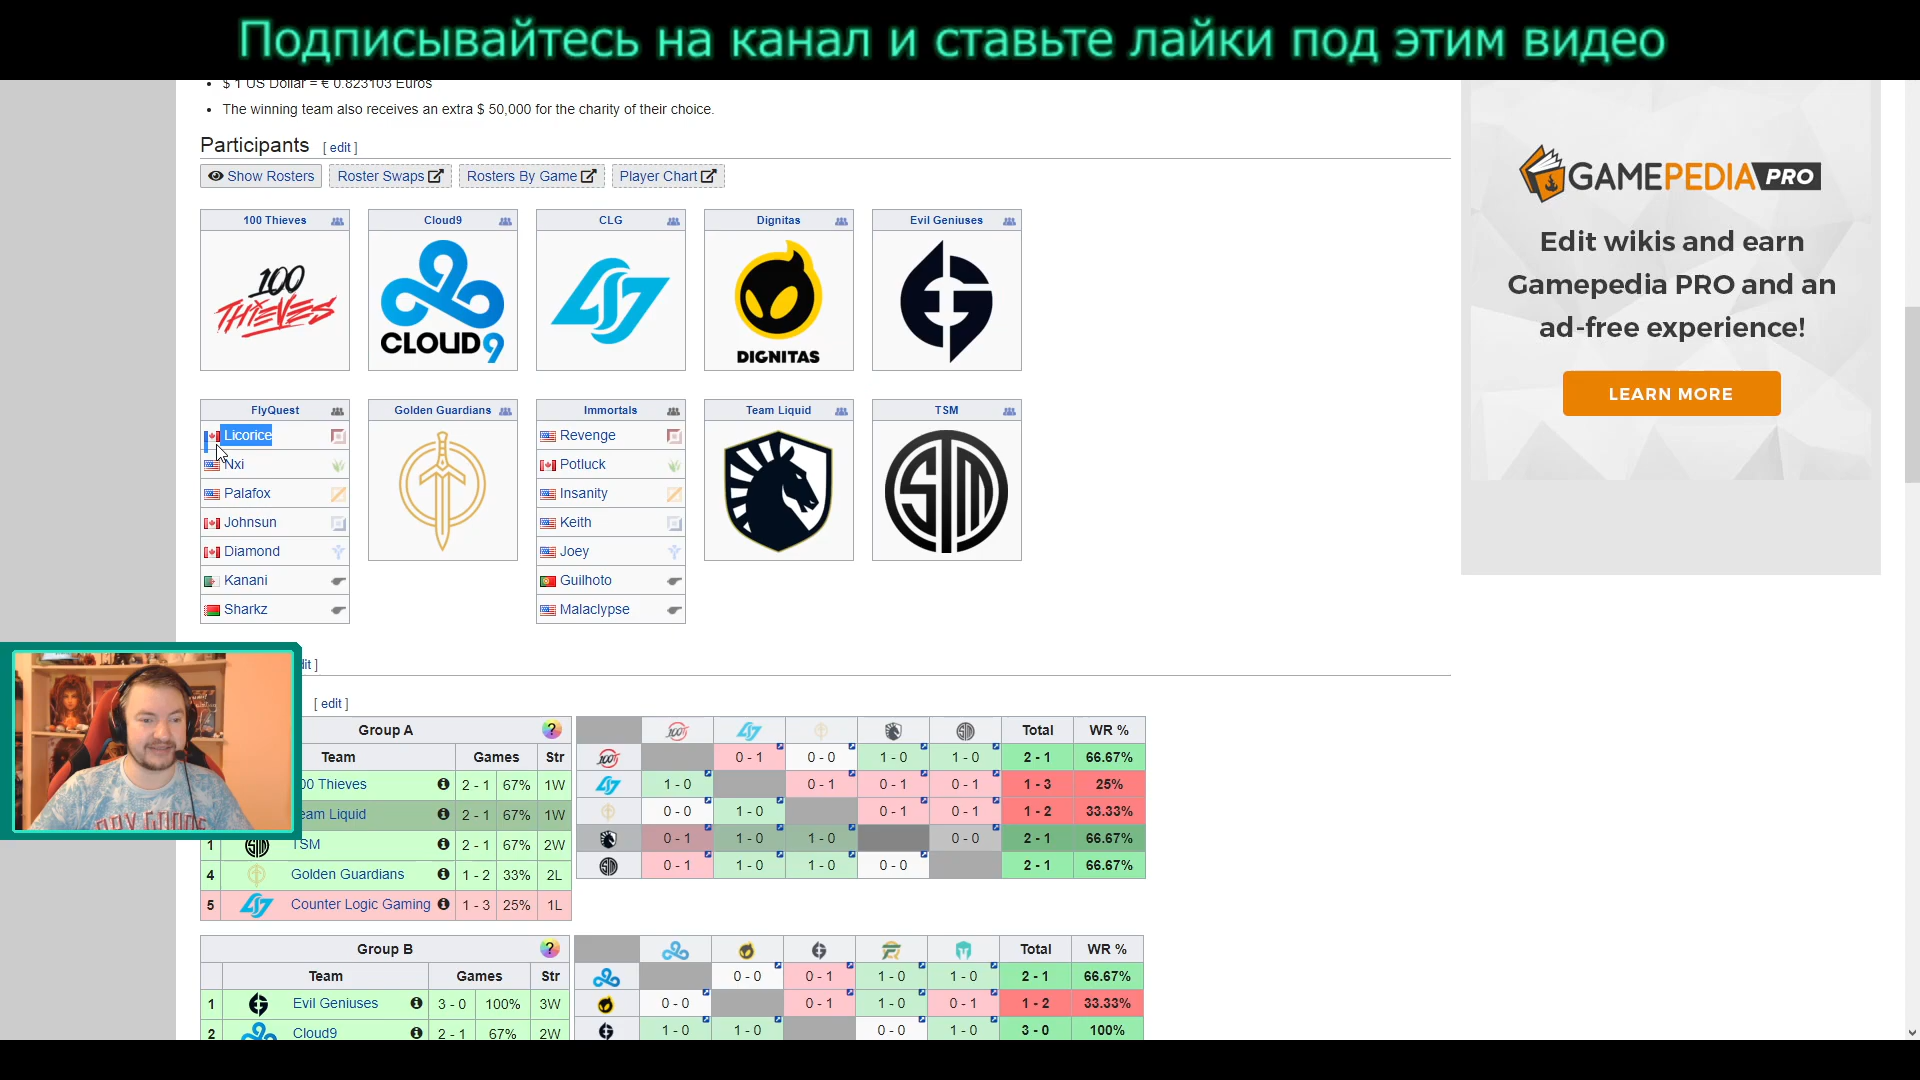 Подписывайтесь на канал и ставьте лайки под этим видео
$ 1 US Dollar = € 0.823103 Euros
The winning team also receives an extra $ 50,000 for the charity of their choice.
Participants [ edit ]
Show Rosters Roster Swaps Rosters By Game Player Chart
100 Thieves Cloud9 CLG Dignitas Evil Geniuses
100 THIEVES
CLOUD9
DIGNITAS
FlyQuest Golden Guardians Immortals Team Liquid TSM
Licorice Revenge
Nxi Potluck
Palafox Insanity
Johnsun Keith
Diamond Joey
Kanani Guilhoto
Sharkz Malaclypse
TSM
GAMEPEDIA PRO
Edit wikis and earn
Gamepedia PRO and an
ad-free experience!
LEARN MORE
[ edit ]
Group A ? Total WR %
Team Games Str 0 - 1 0 - 0 1 - 0 1 - 0 2 - 1 66.67%
00 Thieves 2 - 1 67% 1W 1 - 0 0 - 1 0 - 1 0 - 1 1 - 3 25%
eam Liquid 2 - 1 67% 1W 0 - 0 1 - 0 0 - 1 0 - 1 1 - 2 33.33%
1 TSM 2 - 1 67% 2W 0 - 1 1 - 0 1 - 0 0 - 0 2 - 1 66.67%
4 Golden Guardians 1 - 2 33% 2L 0 - 1 1 - 0 1 - 0 0 - 0 2 - 1 66.67%
5 Counter Logic Gaming 1 - 3 25% 1L
Group B ? Total WR %
Team Games Str 0 - 0 0 - 1 1 - 0 1 - 0 2 - 1 66.67%
1 Evil Geniuses 3 - 0 100% 3W 0 - 0 0 - 1 1 - 0 0 - 1 1 - 2 33.33%
2 Cloud9 2 - 1 67% 2W 1 - 0 1 - 0 0 - 0 1 - 0 3 - 0 100%